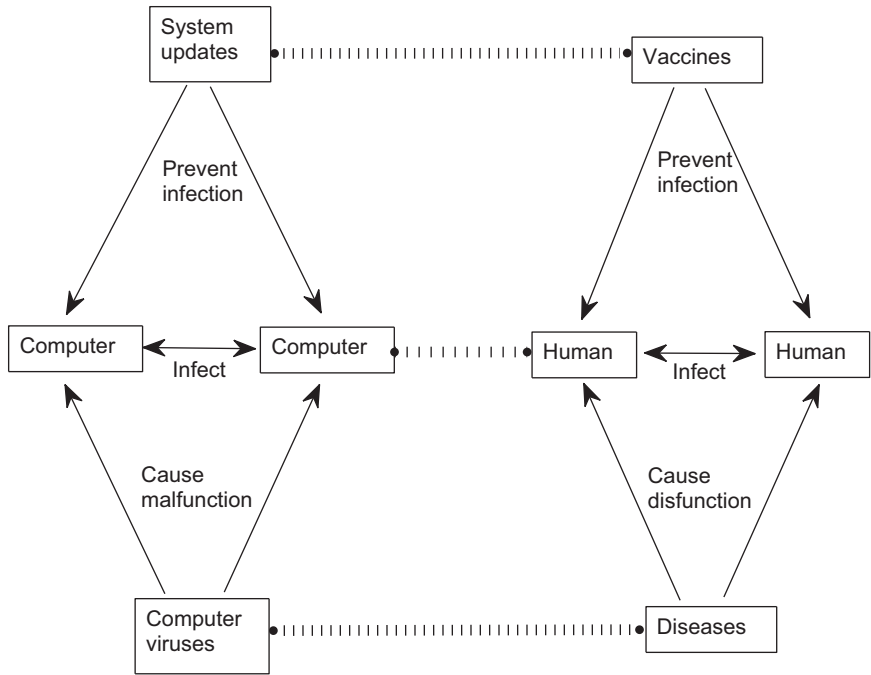 System
updates
Vaccines
Prevent
infection
Prevent
infection
Computer
Computer
Human
Human
Infect
Infect
Cause
malfunction
Cause
disfunction
Computer
viruses
Diseases